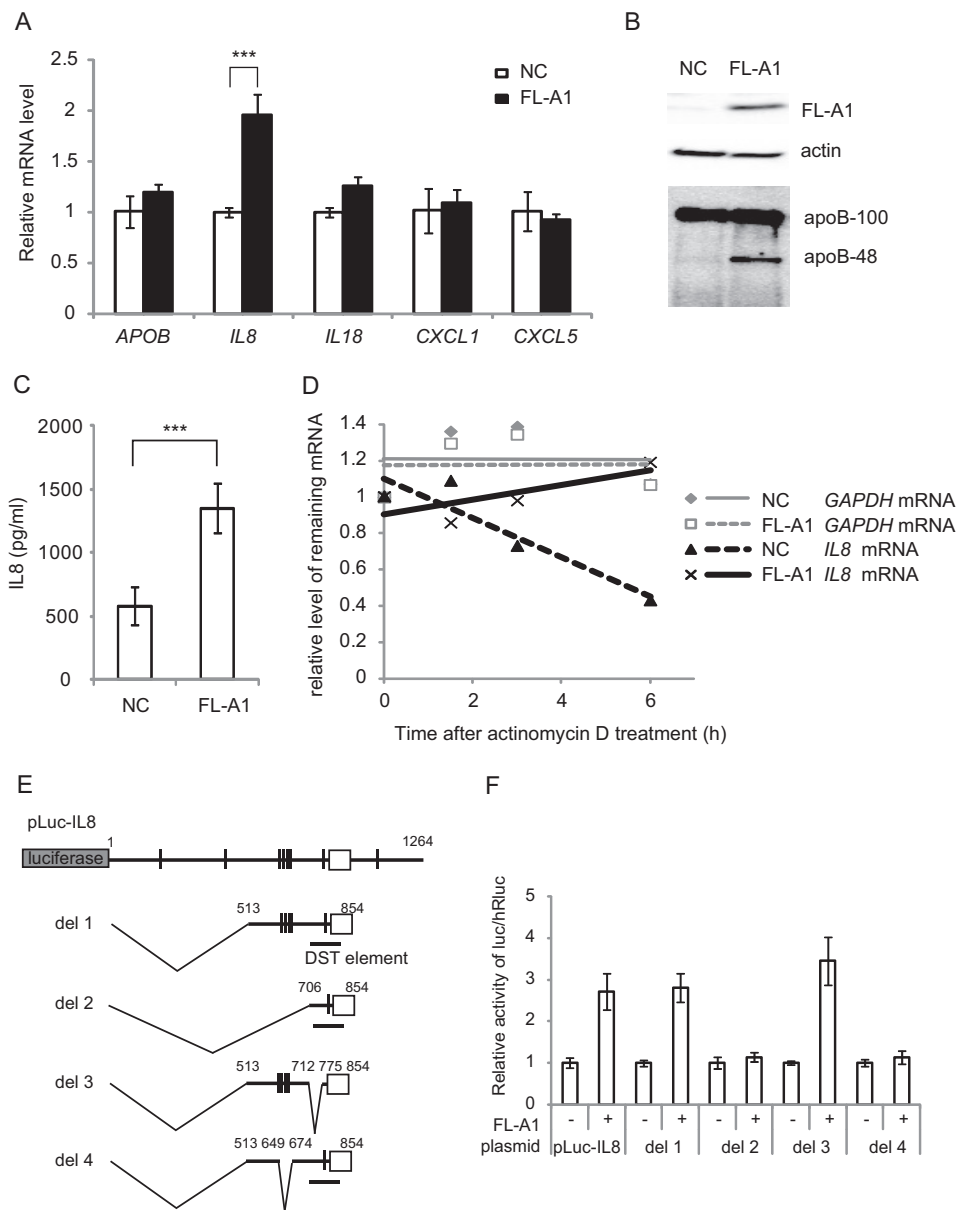 A
Relative mRNA level
2.5
2
1.5
1
0.5
0
***
NC
FL-A1
APOB
IL8
IL18
CXCL1
CXCL5
B
NC FL-A1
FL-A1
actin
apoB-100
apoB-48
C
IL8 (pg/ml)
2000
1500
1000
500
0
***
NC
FL-A1
D
relative level of remaining mRNA
1.4
1.2
1
0.8
0.6
0.4
0.2
0
0 2 4 6
Time after actinomycin D treatment (h)
NC GAPDH mRNA
FL-A1 GAPDH mRNA
NC IL8 mRNA
FL-A1 IL8 mRNA
E
pLuc-IL8
luciferase
1
1264
del 1
513
854
DST element
del 2
706
854
del 3
513
712
775
854
del 4
513
649
674
854
F
Relative activity of luc/hRluc
5
4
3
2
1
0
FL-A1 - + - + - + - + - +
plasmid pLuc-IL8 del 1 del 2 del 3 del 4